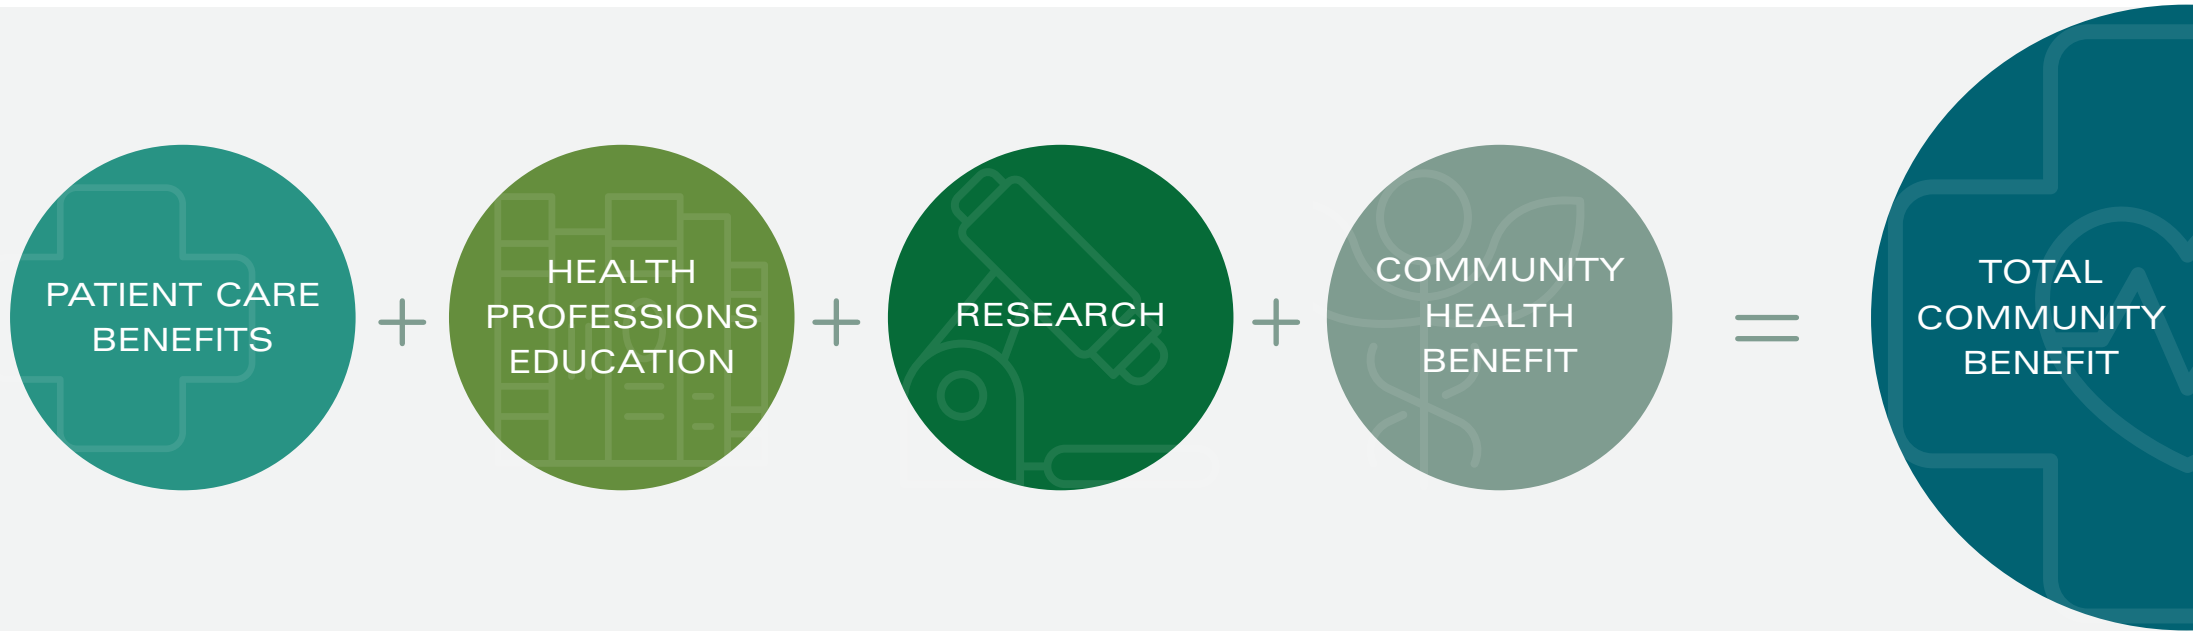 PATIENT CARE
BENEFITS
+
HEALTH
PROFESSIONS
EDUCATION
+
RESEARCH
+
COMMUNITY
HEALTH
BENEFIT
=
TOTAL
COMMUNITY
BENEFIT